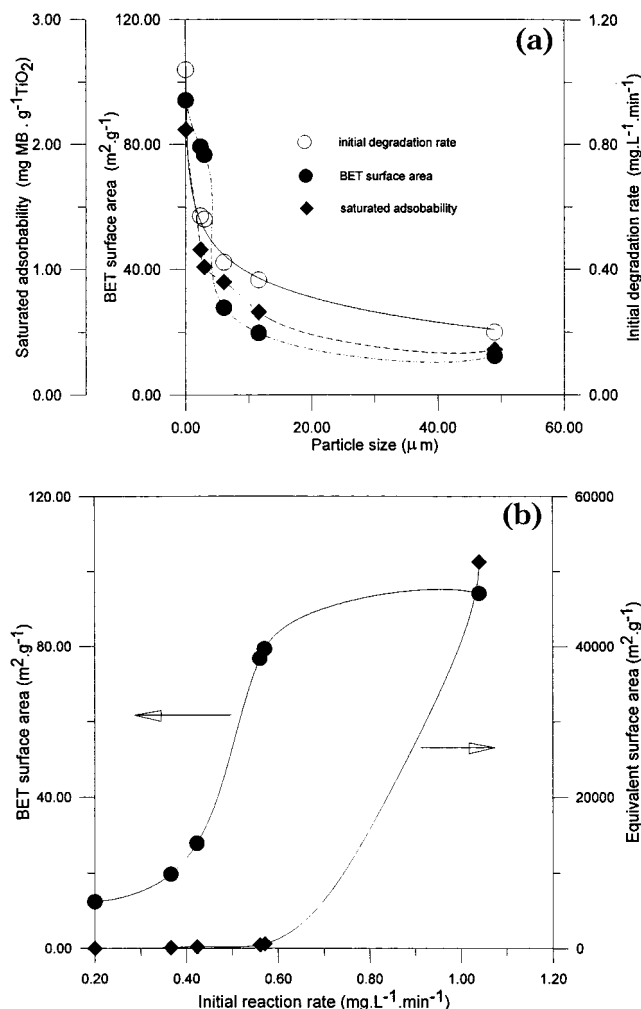 (a)
3.00
2.00
1.00
0.00
Saturated adsorbability (mg MB . g⁻¹TiO₂)
120.00
80.00
40.00
0.00
BET surface area (m².g⁻¹)
initial degradation rate
BET surface area
saturated adsobability
1.20
0.80
0.40
0.00
Initial degradation rate (mg.L⁻¹.min⁻¹)
0.00 20.00 40.00 60.00
Particle size (μ m)
(b)
120.00
80.00
40.00
0.00
BET surface area (m².g⁻¹)
60000
40000
20000
0
Equivalent surface area (m².g⁻¹)
0.20 0.40 0.60 0.80 1.00 1.20
Initial reaction rate (mg.L⁻¹.min⁻¹)